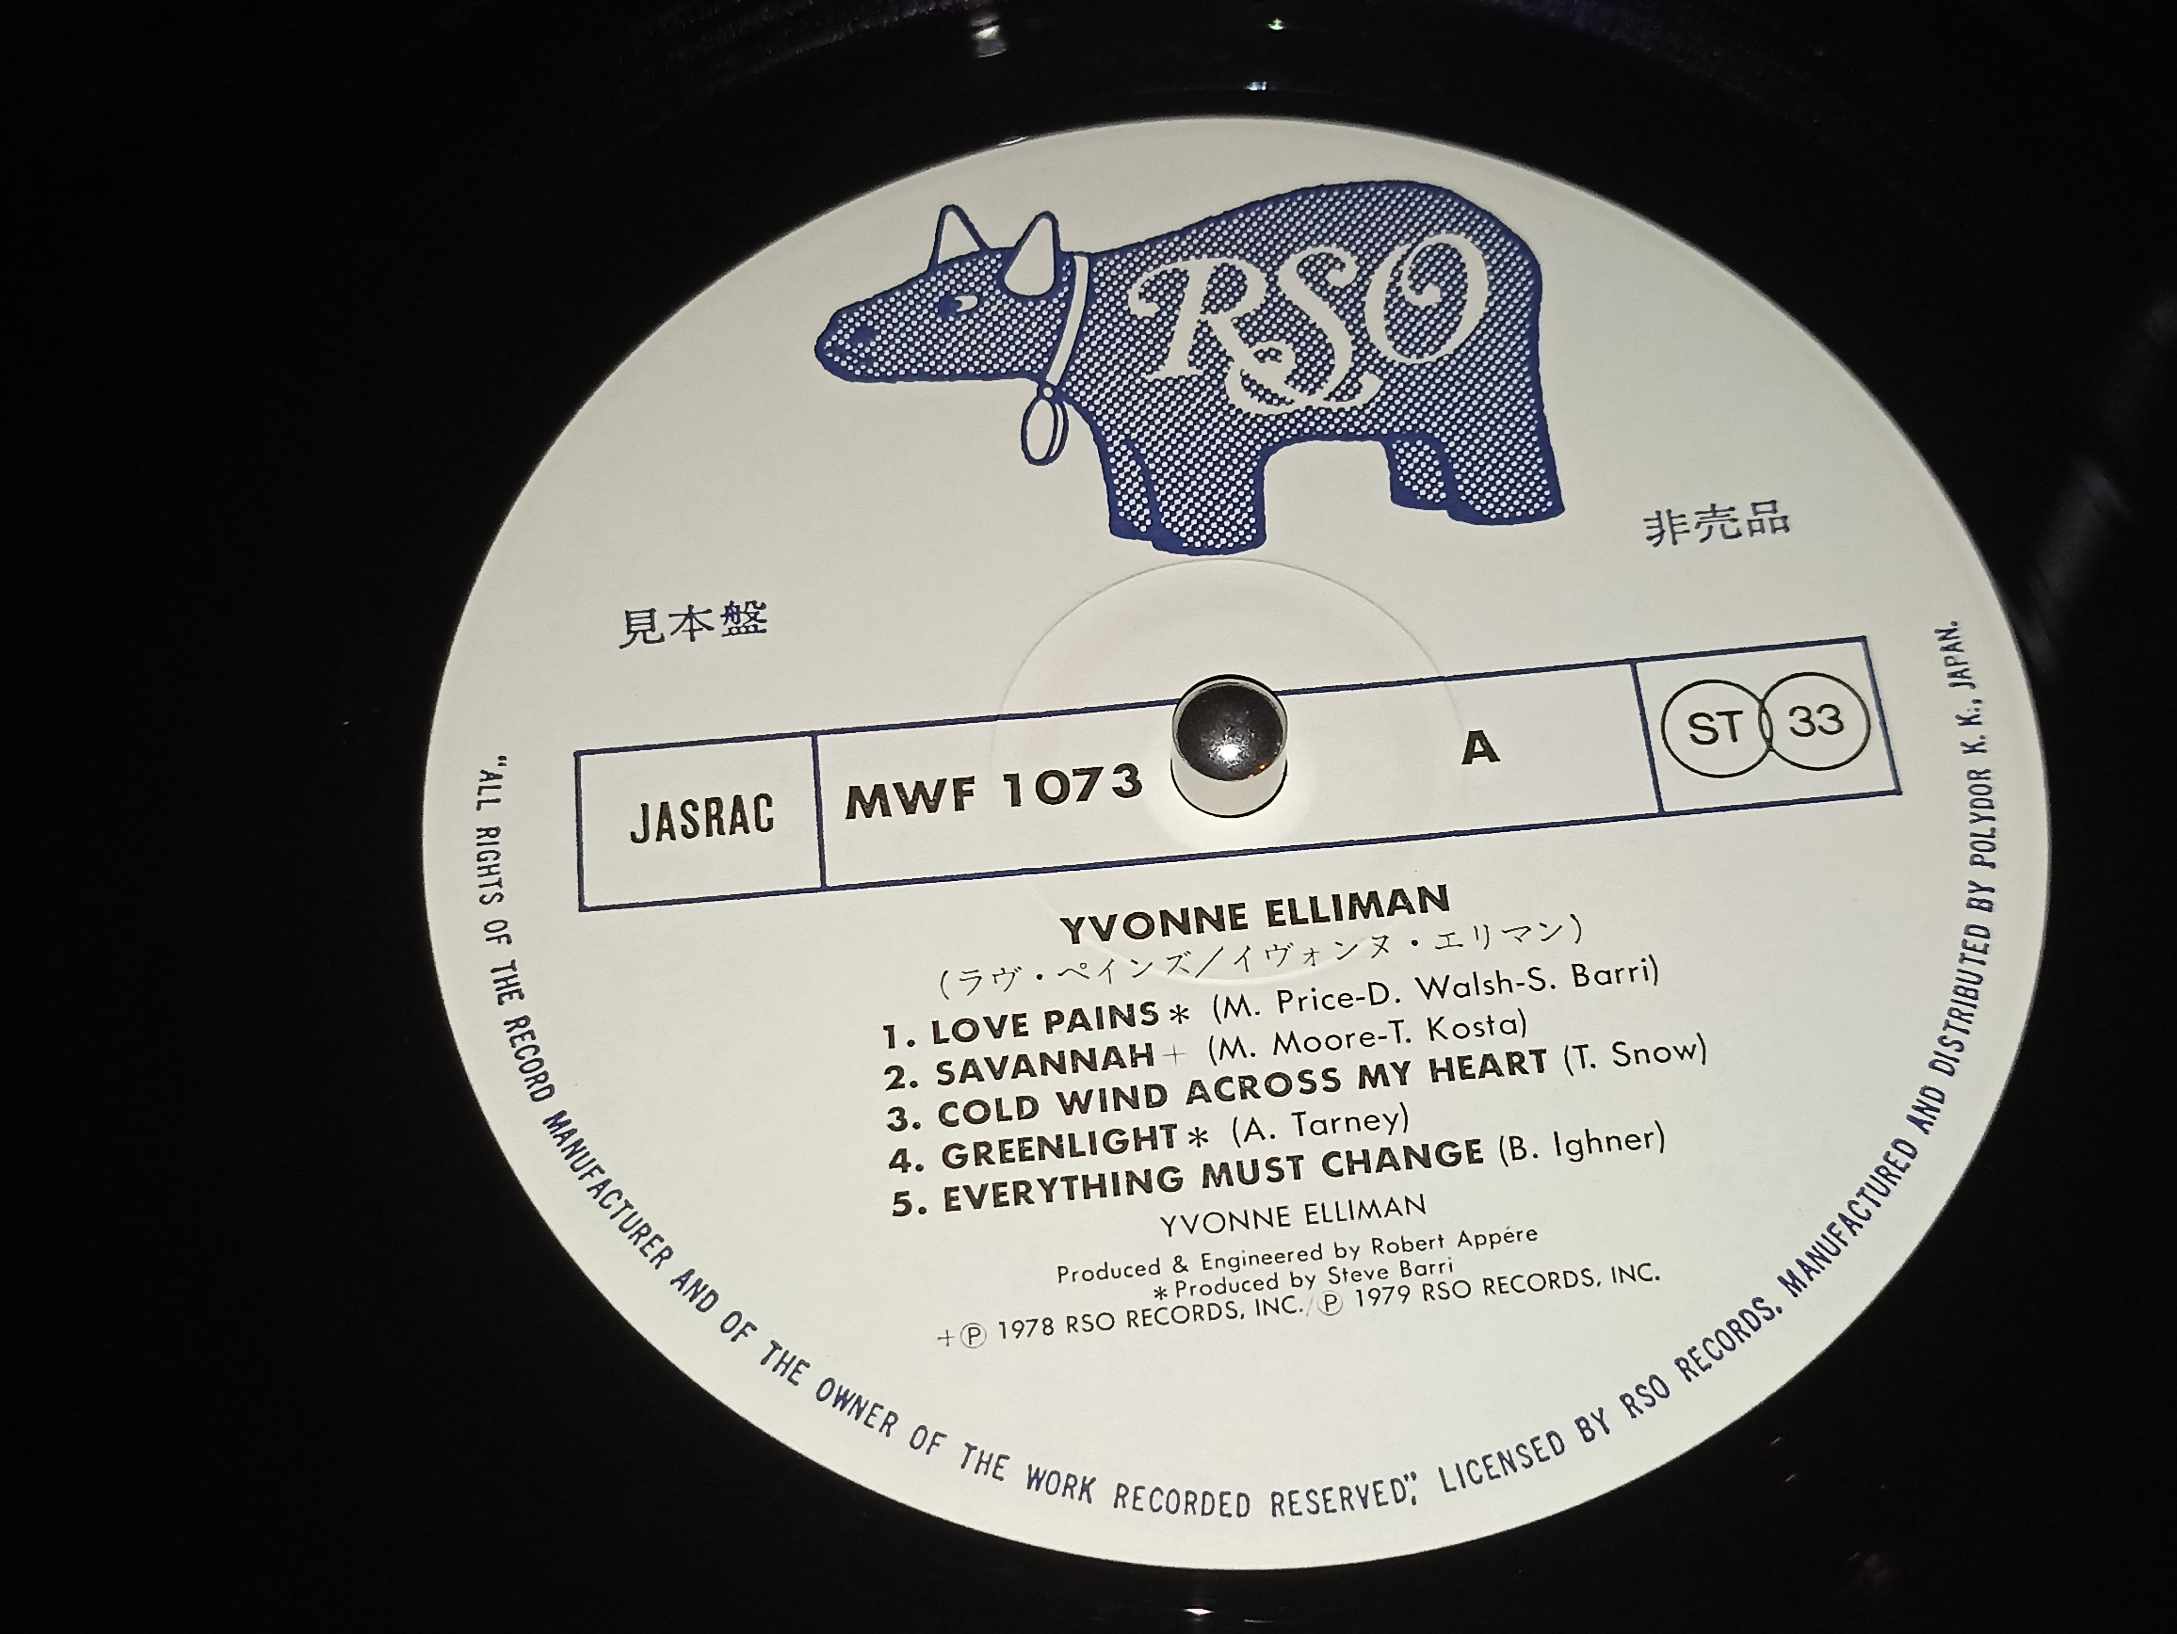 RSO
非売品
見本盤
JASRAC
MWF 1073
A
ST 33
YVONNE ELLIMAN
(ラヴ・ペインズ/イヴォンヌ・エリマン)
1. LOVE PAINS* (M. Price-D. Walsh-S. Barri)
2. SAVANNAH+ (M. Moore-T. Kosta)
3. COLD WIND ACROSS MY HEART (T. Snow)
4. GREENLIGHT* (A. Tarney)
5. EVERYTHING MUST CHANGE (B. Ighner)
YVONNE ELLIMAN
Produced & Engineered by Robert Appére
*Produced by Steve Barri
+Ⓟ 1978 RSO RECORDS, INC./Ⓟ 1979 RSO RECORDS, INC.
"ALL RIGHTS OF THE RECORD MANUFACTURER AND OF THE OWNER OF THE WORK RECORDED RESERVED", LICENSED BY RSO RECORDS. MANUFACTURED AND DISTRIBUTED BY POLYDOR K. K., JAPAN.